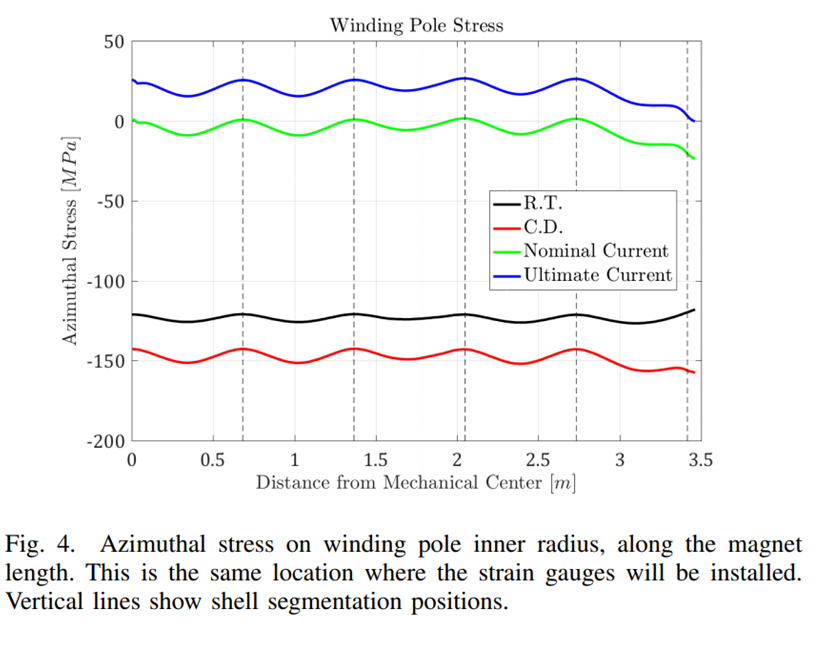 Winding Pole Stress
50
0
-50
-100
-150
-200
Azimuthal Stress [MPa]
R.T.
C.D.
Nominal Current
Ultimate Current
0 0.5 1 1.5 2 2.5 3 3.5
Distance from Mechanical Center [m]
Fig. 4. Azimuthal stress on winding pole inner radius, along the magnet
length. This is the same location where the strain gauges will be installed.
Vertical lines show shell segmentation positions.